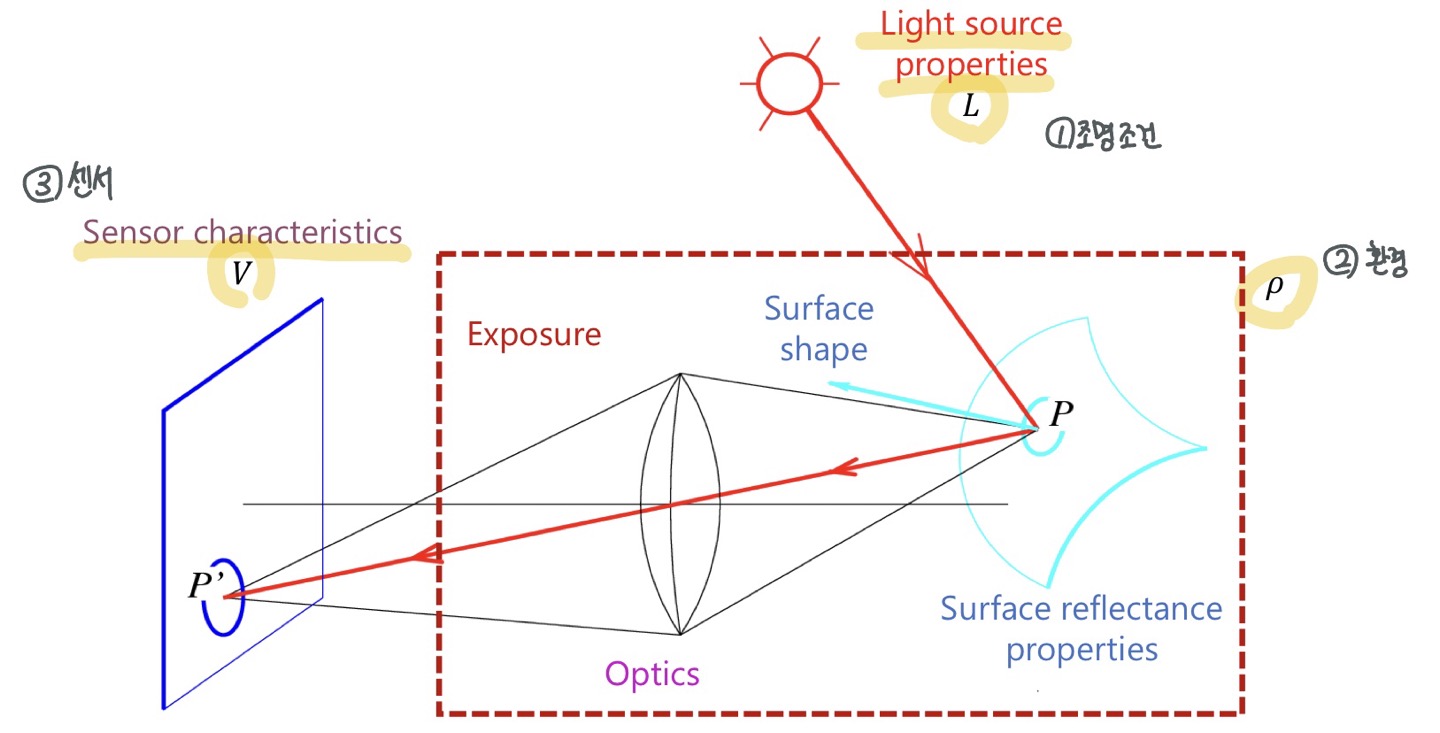 Light source
properties
L
①조명조건
③센서
Sensor characteristics
V
②환경
ρ
Exposure
Surface
shape
P
P’
Surface reflectance
properties
Optics